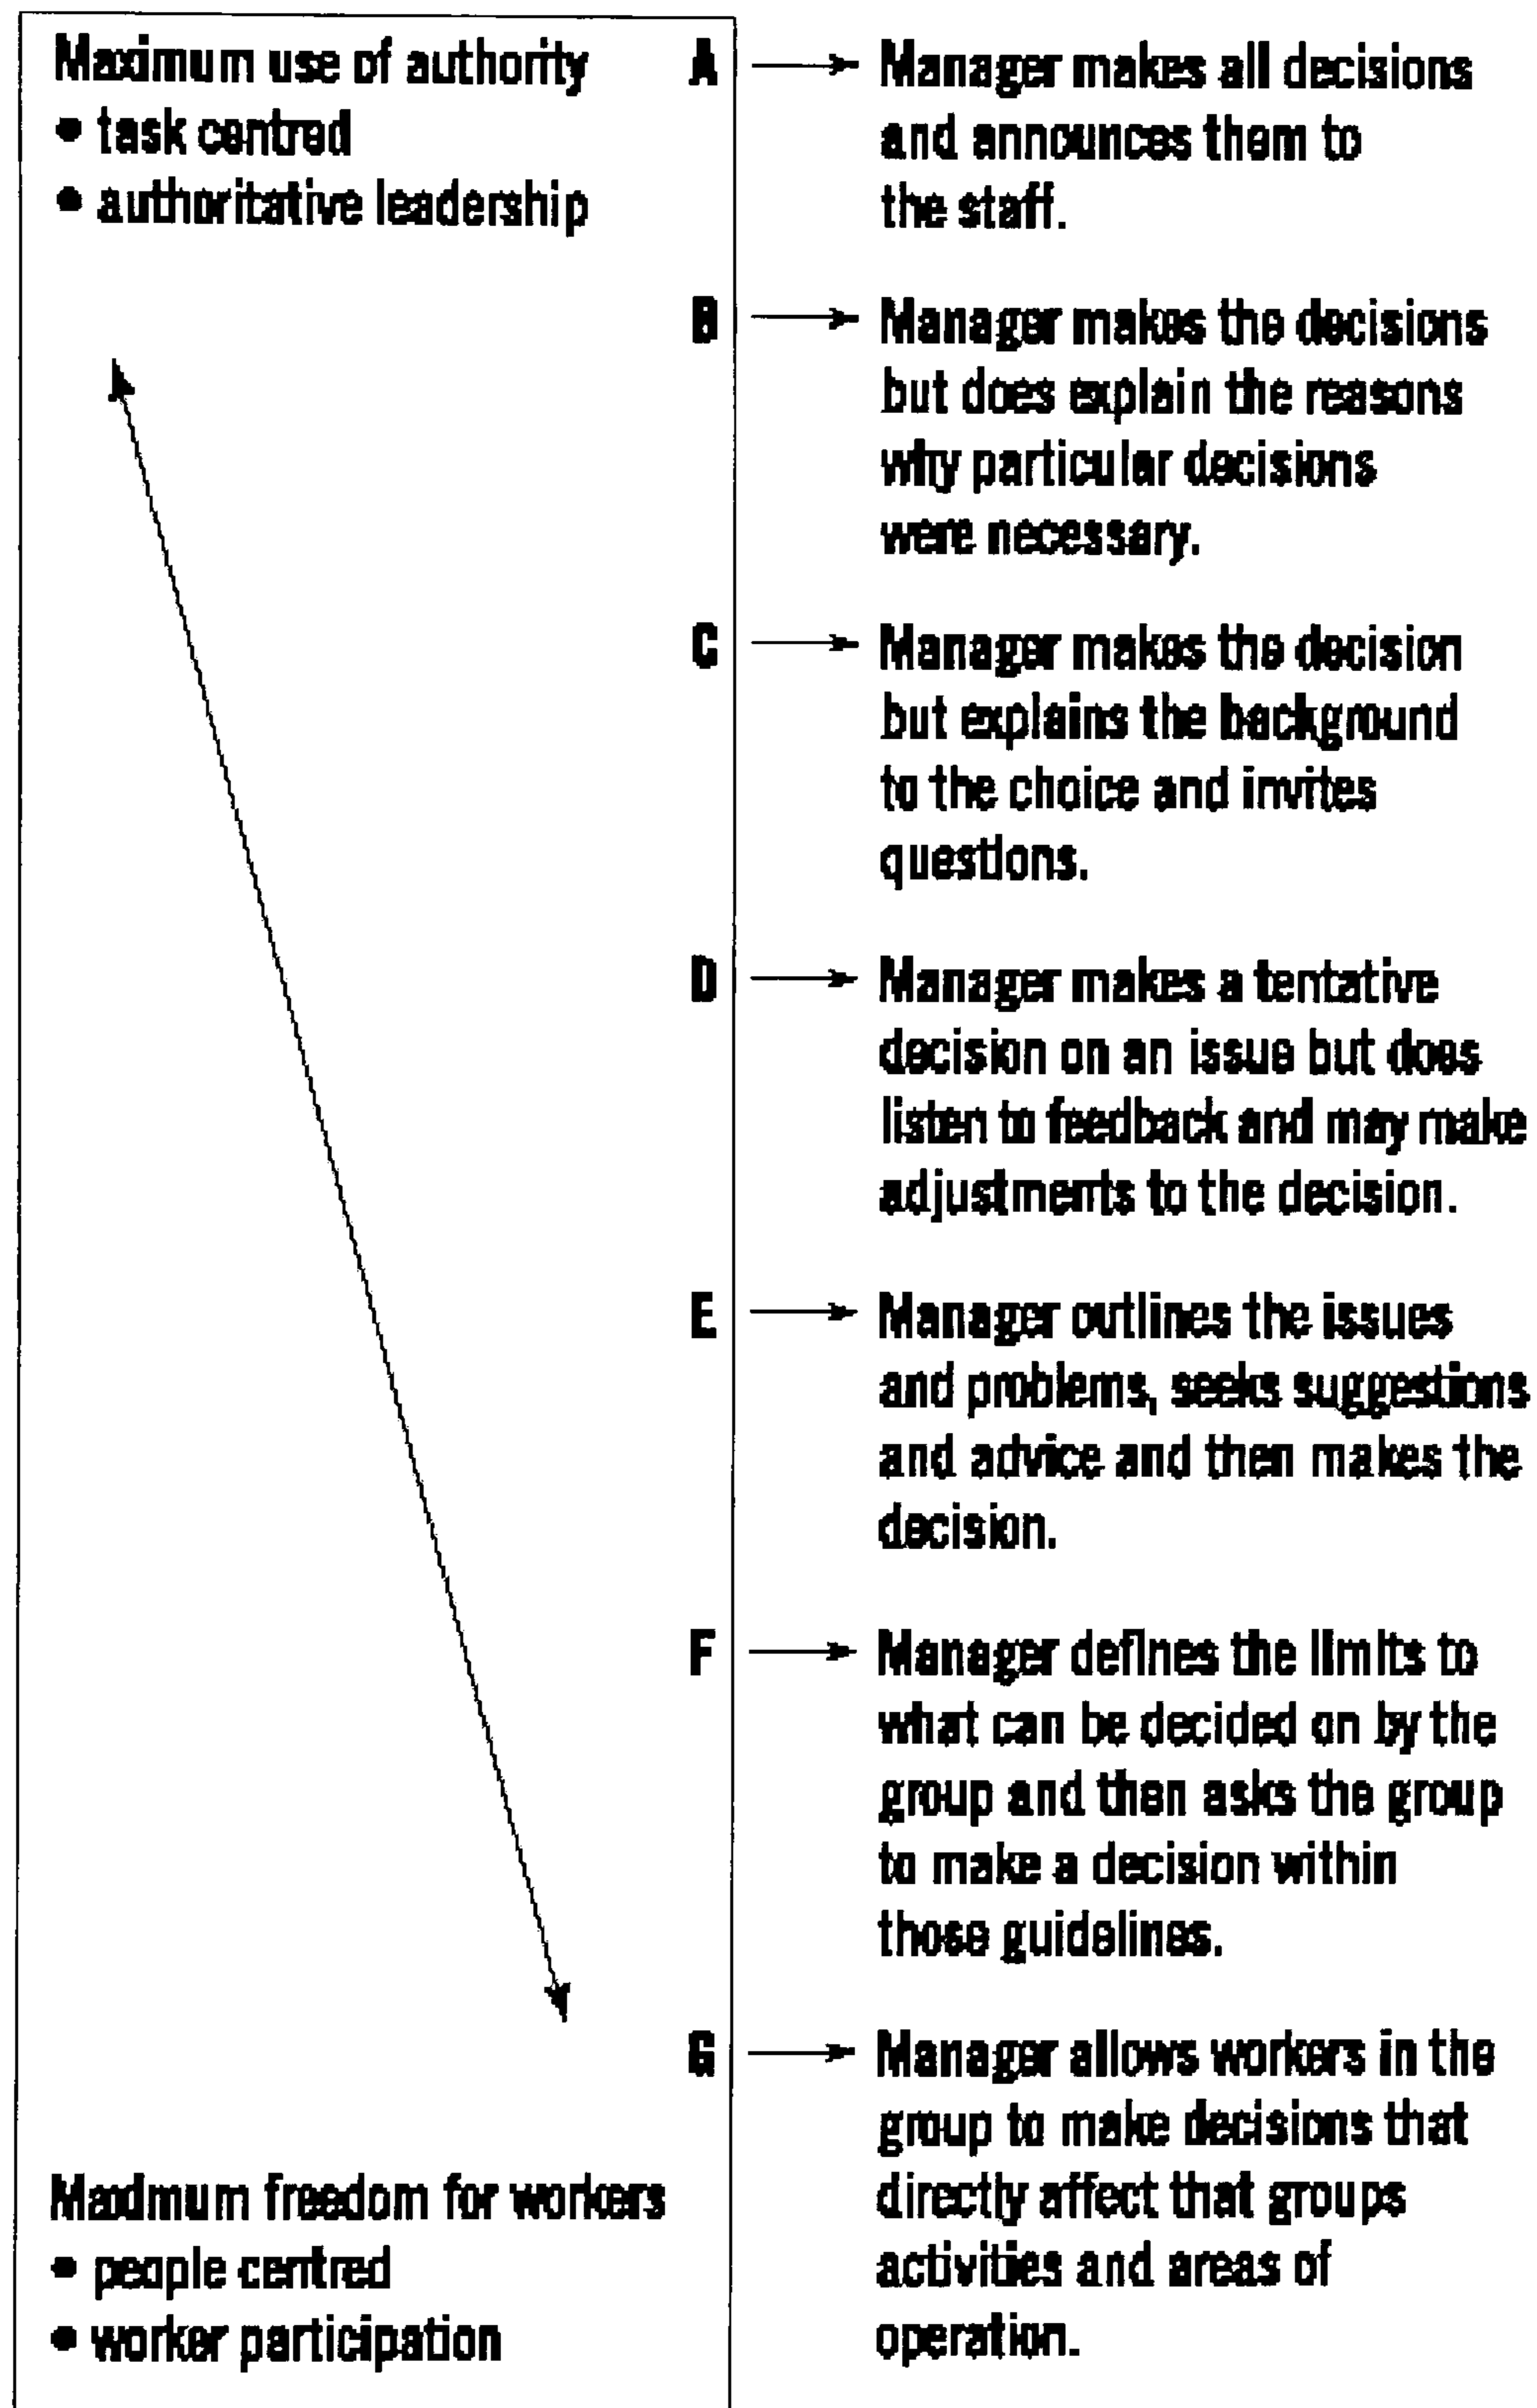 Maximum use of authority
• task centred
• authoritative leadership
A
Manager makes all decisions
and announces them to
the staff.
B
Manager makes the decisions
but does explain the reasons
why particular decisions
were necessary.
C
Manager makes the decision
but explains the background
to the choice and invites
questions.
D
Manager makes a tentative
decision on an issue but does
listen to feedback and may make
adjustments to the decision.
E
Manager outlines the issues
and problems, seeks suggestions
and advice and then makes the
decision.
F
Manager defines the limits to
what can be decided on by the
group and then asks the group
to make a decision within
those guidelines.
G
Manager allows workers in the
group to make decisions that
directly affect that groups
activities and areas of
operation.
Maximum freedom for workers
• people centred
• worker participation